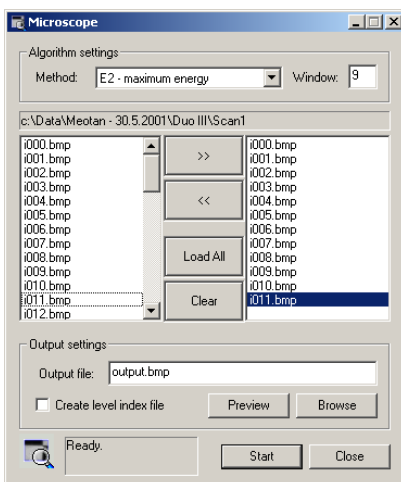 Microscope
Algorithm settings
Method: E2 - maximum energy Window: 9
c:\Data\Meotan - 30.5.2001\Duo III\Scan1
i000.bmp
i001.bmp
i002.bmp
i003.bmp
i004.bmp
i005.bmp
i006.bmp
i007.bmp
i008.bmp
i009.bmp
i010.bmp
i011.bmp
i012.bmp
>>
<<
Load All
Clear
i000.bmp
i001.bmp
i002.bmp
i003.bmp
i004.bmp
i005.bmp
i006.bmp
i007.bmp
i008.bmp
i009.bmp
i010.bmp
i011.bmp
Output settings
Output file: output.bmp
Create level index file Preview Browse
Ready.
Start Close